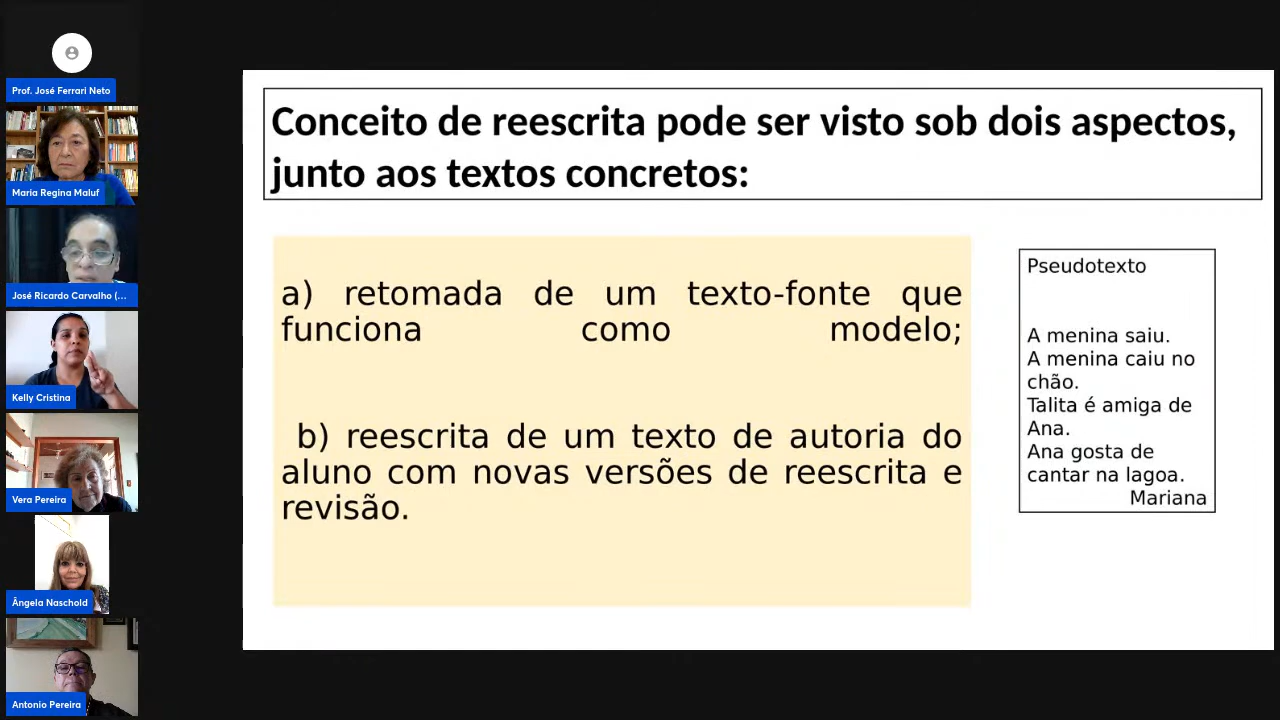 Prof. José Ferrari Neto
Maria Regina Maluf
José Ricardo Carvalho (...
Kelly Cristina
Vera Pereira
Ângela Naschold
Antonio Pereira
Conceito de reescrita pode ser visto sob dois aspectos,
junto aos textos concretos:
a) retomada de um texto-fonte que
funciona como modelo;
b) reescrita de um texto de autoria do
aluno com novas versões de reescrita e
revisão.
Pseudotexto
A menina saiu.
A menina caiu no
chão.
Talita é amiga de
Ana.
Ana gosta de
cantar na lagoa.
Mariana